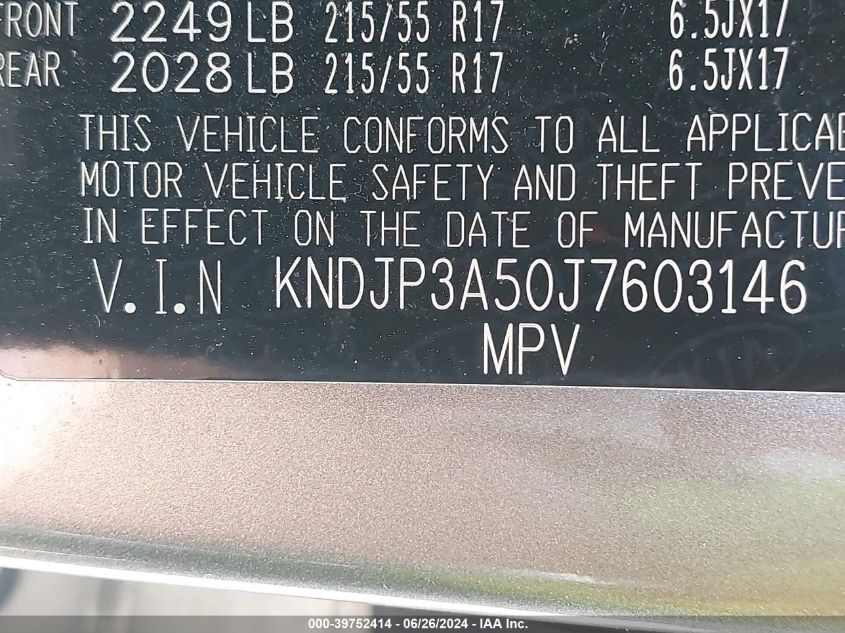 FRONT 2249 LB 215/55 R17 6.5JX17
REAR 2028 LB 215/55 R17 6.5JX17
THIS VEHICLE CONFORMS TO ALL APPLICAB
MOTOR VEHICLE SAFETY AND THEFT PREVE
IN EFFECT ON THE DATE OF MANUFACTUR
V.I.N KNDJP3A50J7603146
MPV
000-39752414 - 06/26/2024 - IAA Inc.